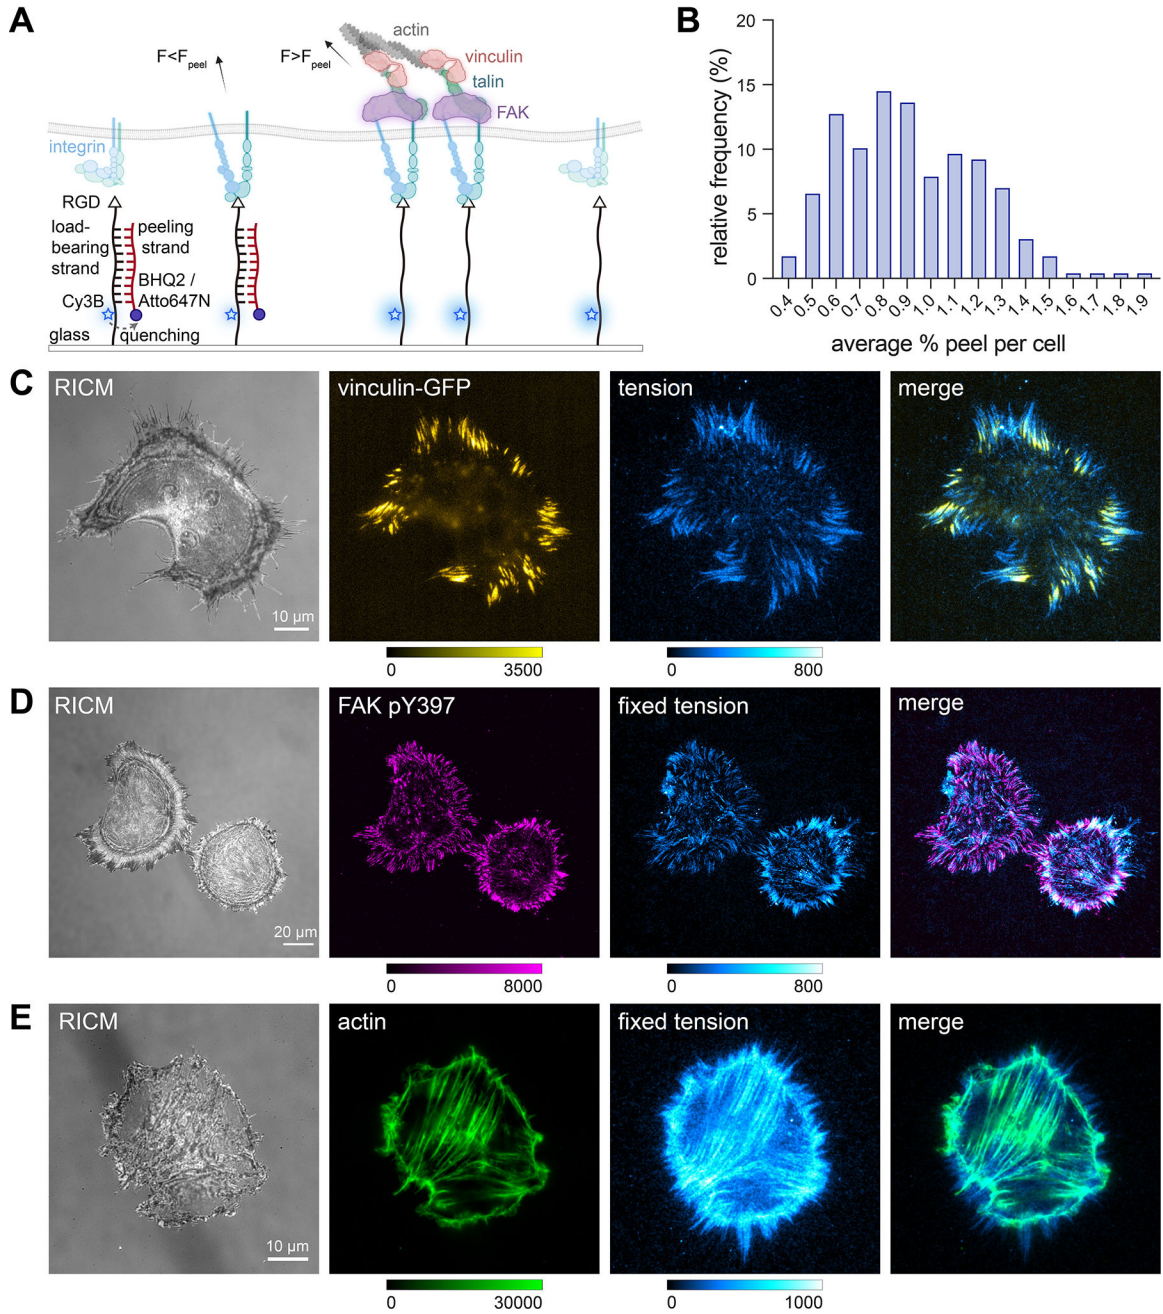 A
actin
F<Fpeel
F>Fpeel
vinculin
talin
FAK
integrin
RGD
load-
bearing
strand
peeling
strand
BHQ2 /
Atto647N
Cy3B
glass
quenching
B
relative frequency (%)
20
15
10
5
0
0.4 0.5 0.6 0.7 0.8 0.9 1.0 1.1 1.2 1.3 1.4 1.5 1.6 1.7 1.8 1.9
average % peel per cell
C
RICM
10 µm
vinculin-GFP
0 3500
tension
0 800
merge
D
RICM
20 µm
FAK pY397
0 8000
fixed tension
0 800
merge
E
RICM
10 µm
actin
0 30000
fixed tension
0 1000
merge